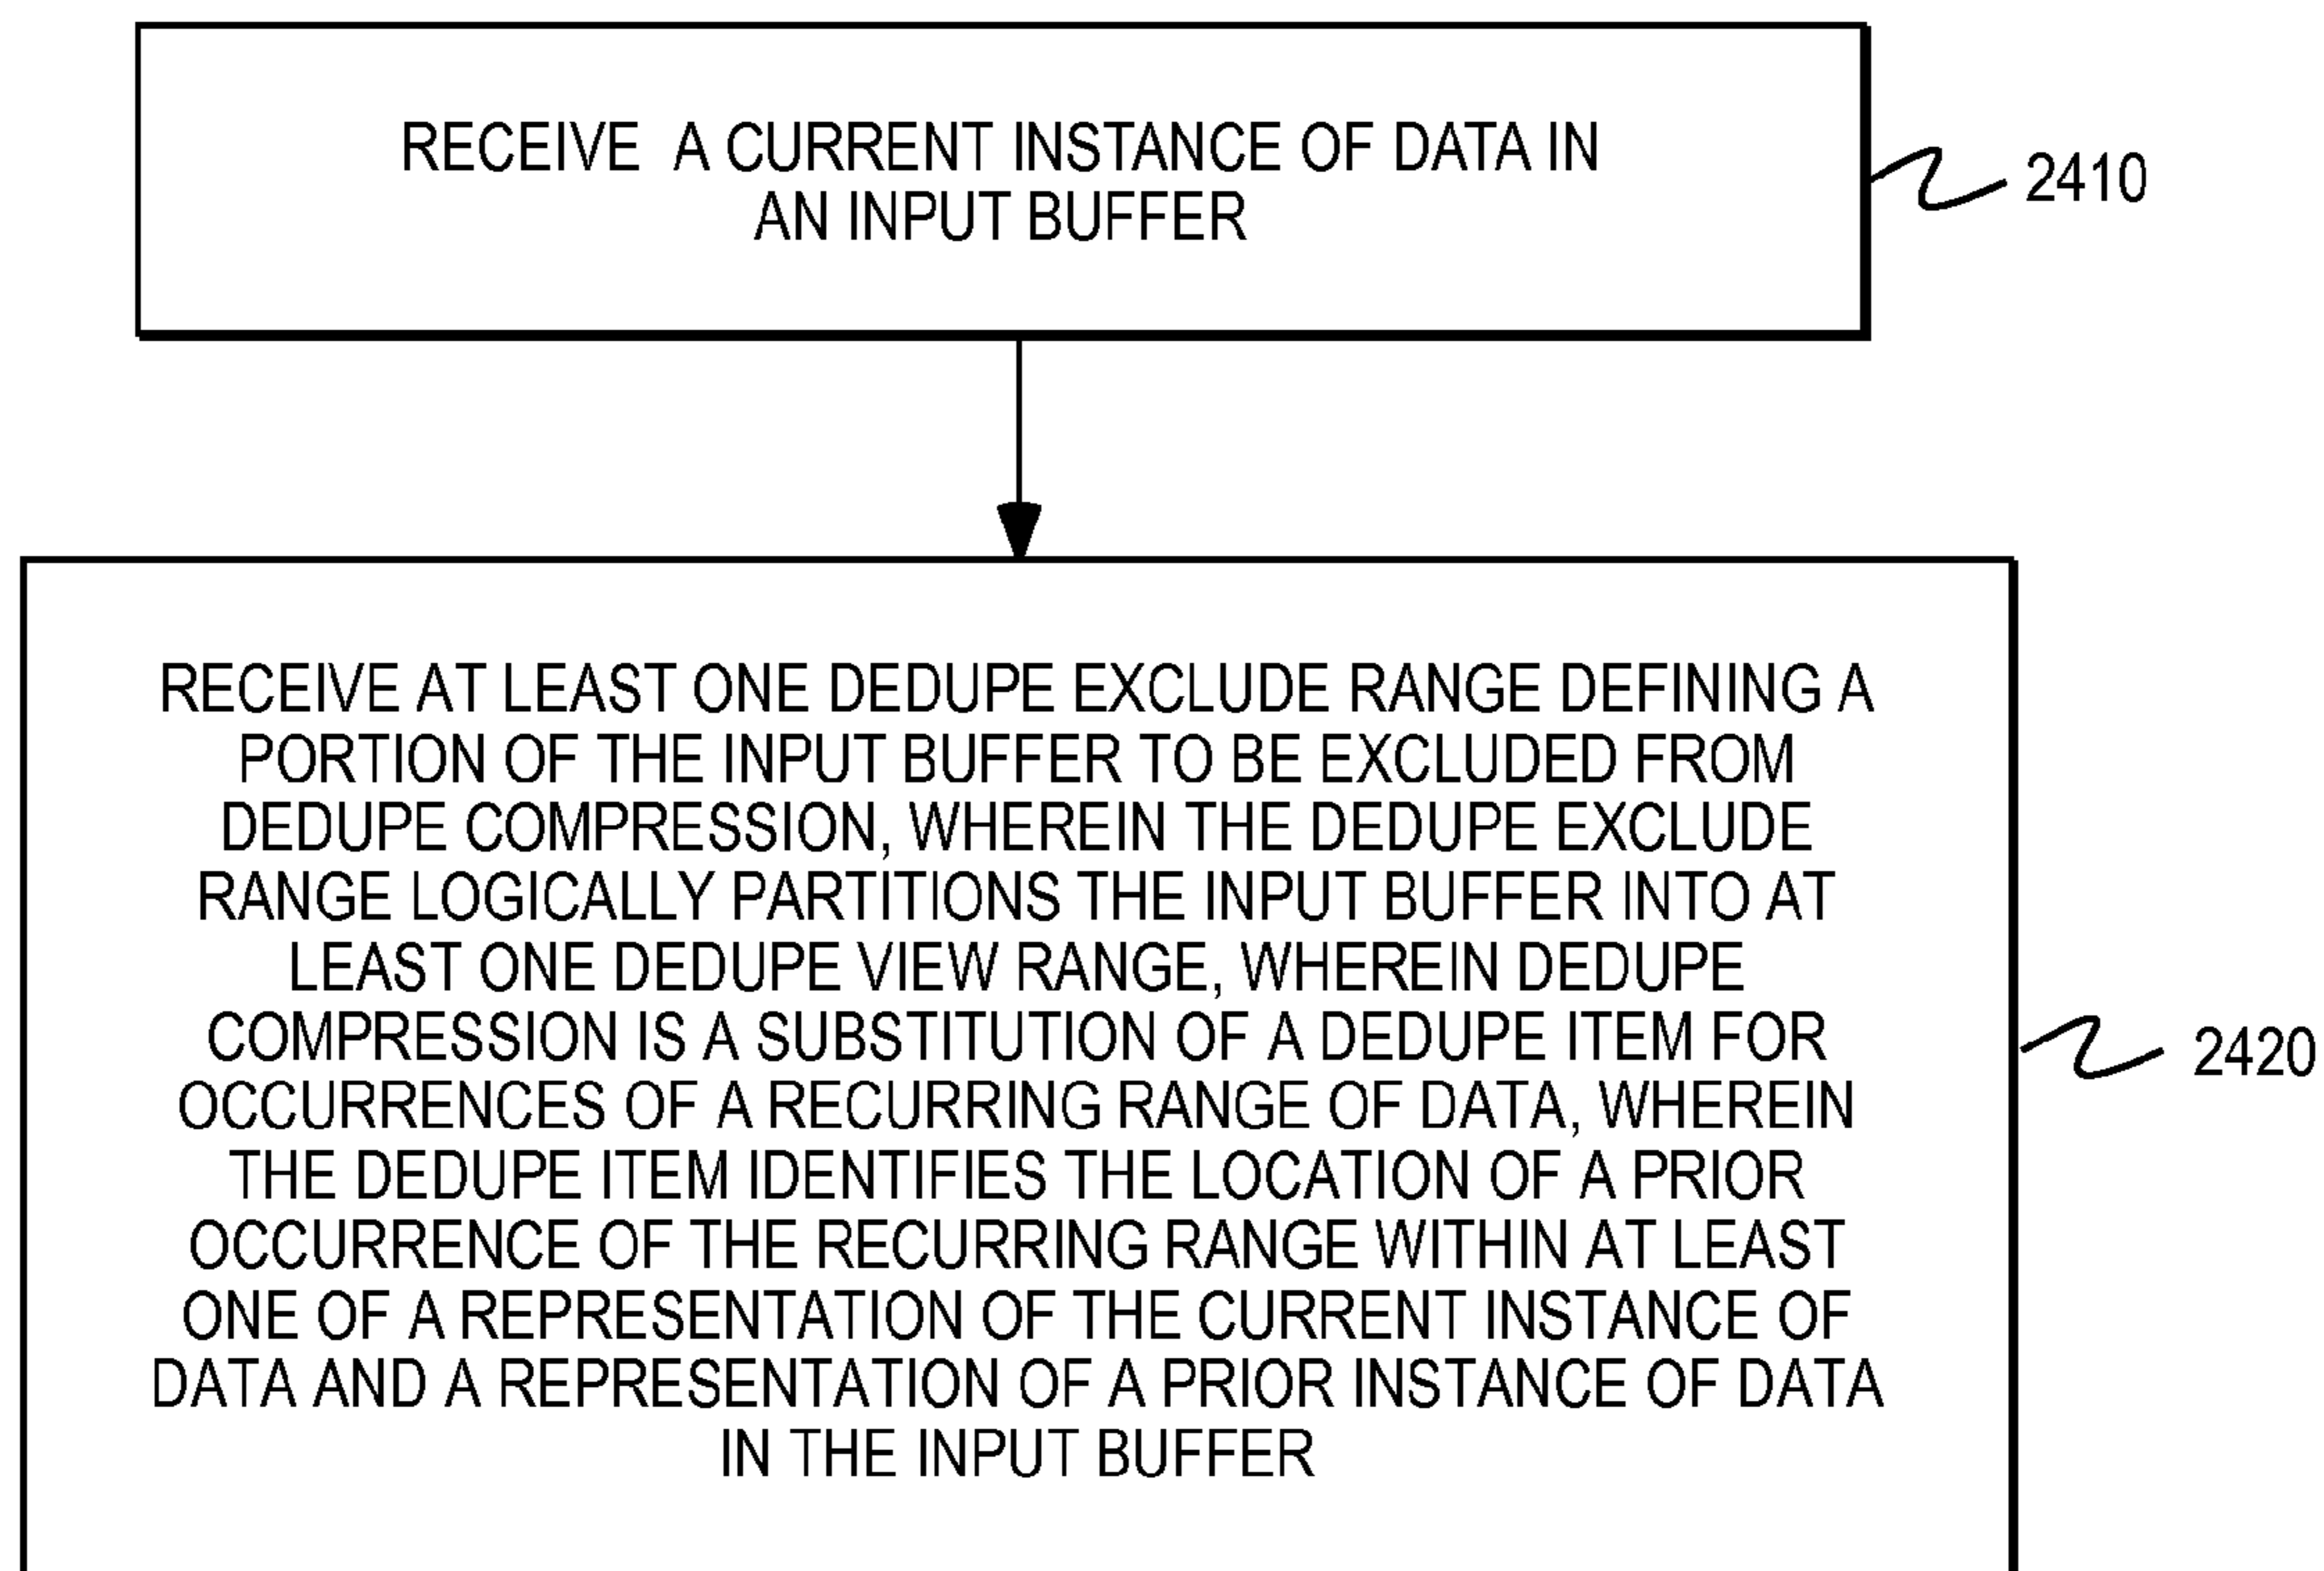 RECEIVE A CURRENT INSTANCE OF DATA IN
AN INPUT BUFFER
2410
RECEIVE AT LEAST ONE DEDUPE EXCLUDE RANGE DEFINING A
PORTION OF THE INPUT BUFFER TO BE EXCLUDED FROM
DEDUPE COMPRESSION, WHEREIN THE DEDUPE EXCLUDE
RANGE LOGICALLY PARTITIONS THE INPUT BUFFER INTO AT
LEAST ONE DEDUPE VIEW RANGE, WHEREIN DEDUPE
COMPRESSION IS A SUBSTITUTION OF A DEDUPE ITEM FOR
OCCURRENCES OF A RECURRING RANGE OF DATA, WHEREIN
THE DEDUPE ITEM IDENTIFIES THE LOCATION OF A PRIOR
OCCURRENCE OF THE RECURRING RANGE WITHIN AT LEAST
ONE OF A REPRESENTATION OF THE CURRENT INSTANCE OF
DATA AND A REPRESENTATION OF A PRIOR INSTANCE OF DATA
IN THE INPUT BUFFER
2420